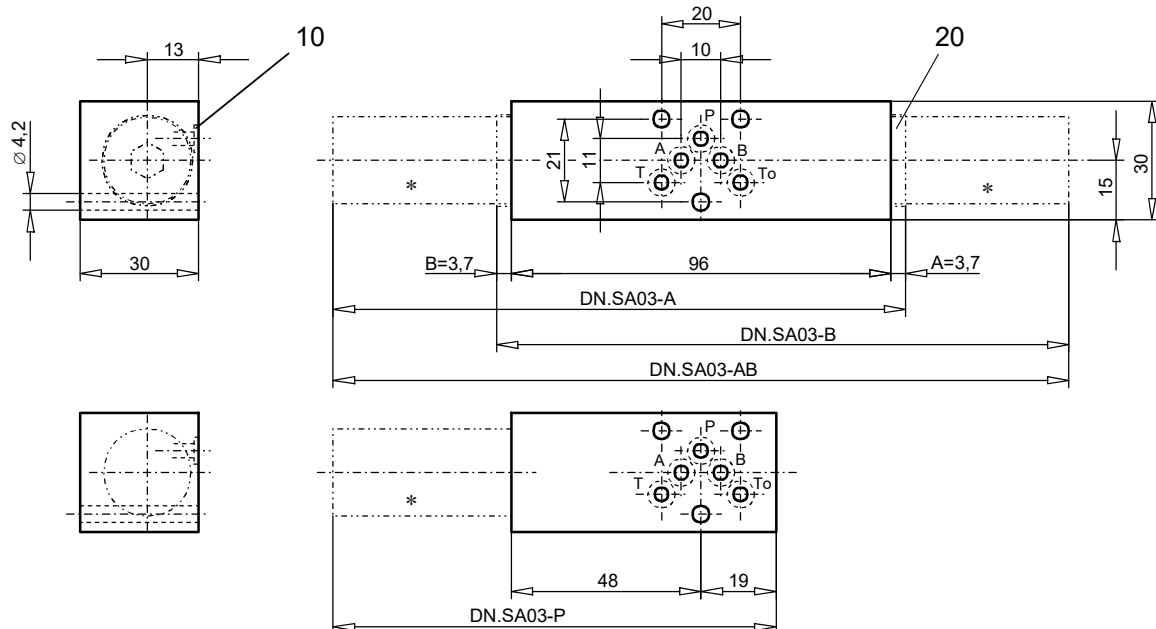 20
13
10
10
20
Ø 4,2
P
A
B
T
To
21
11
*
*
15
30
30
B=3,7
96
A=3,7
DN.SA03-A
DN.SA03-B
DN.SA03-AB
P
A
B
T
To
*
48
19
DN.SA03-P